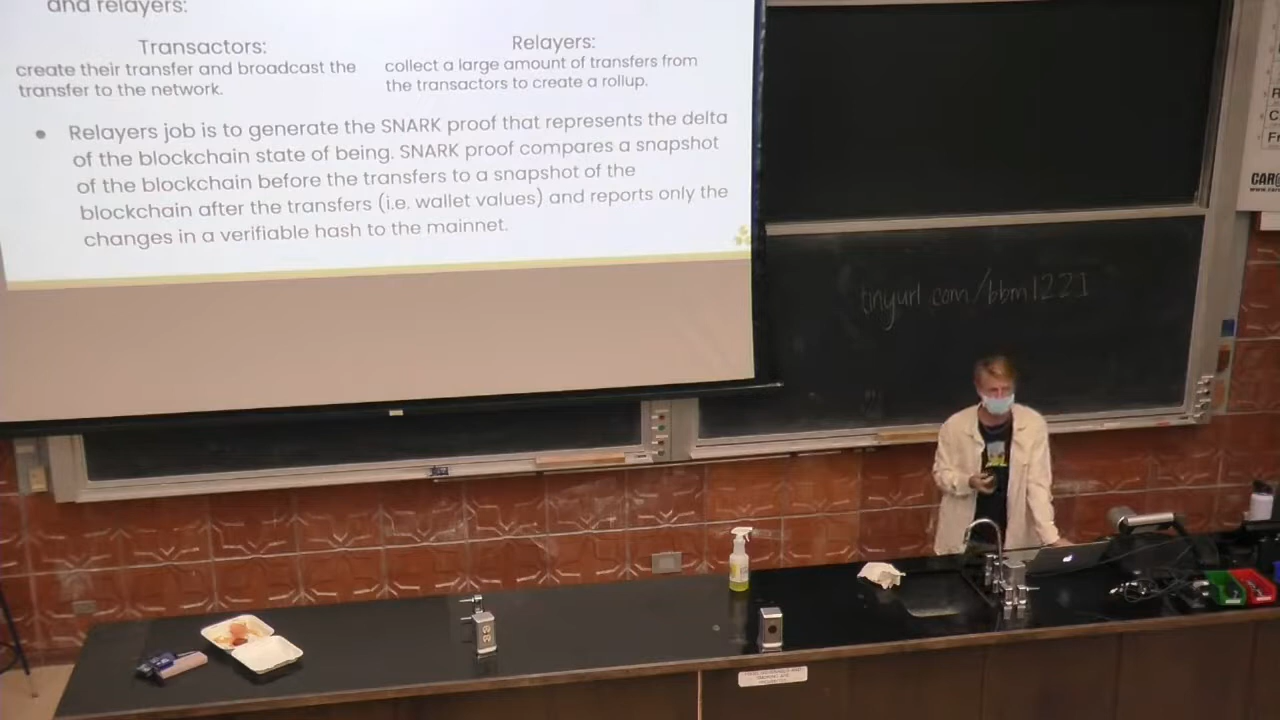 and relayers:
Transactors:
create their transfer and broadcast the
transfer to the network.
Relayers:
collect a large amount of transfers from
the transactors to create a rollup.
Relayers job is to generate the SNARK proof that represents the delta
of the blockchain state of being. SNARK proof compares a snapshot
of the blockchain before the transfers to a snapshot of the
blockchain after the transfers (i.e. wallet values) and reports only the
changes in a verifiable hash to the mainnet.
tinyurl.com/bbm1221